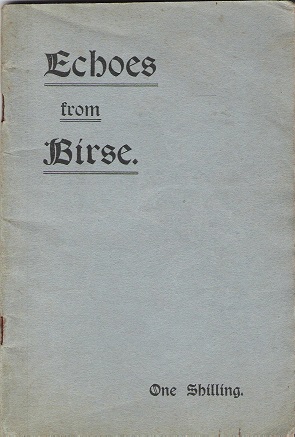 Echoes
from
Birse.
One Shilling.